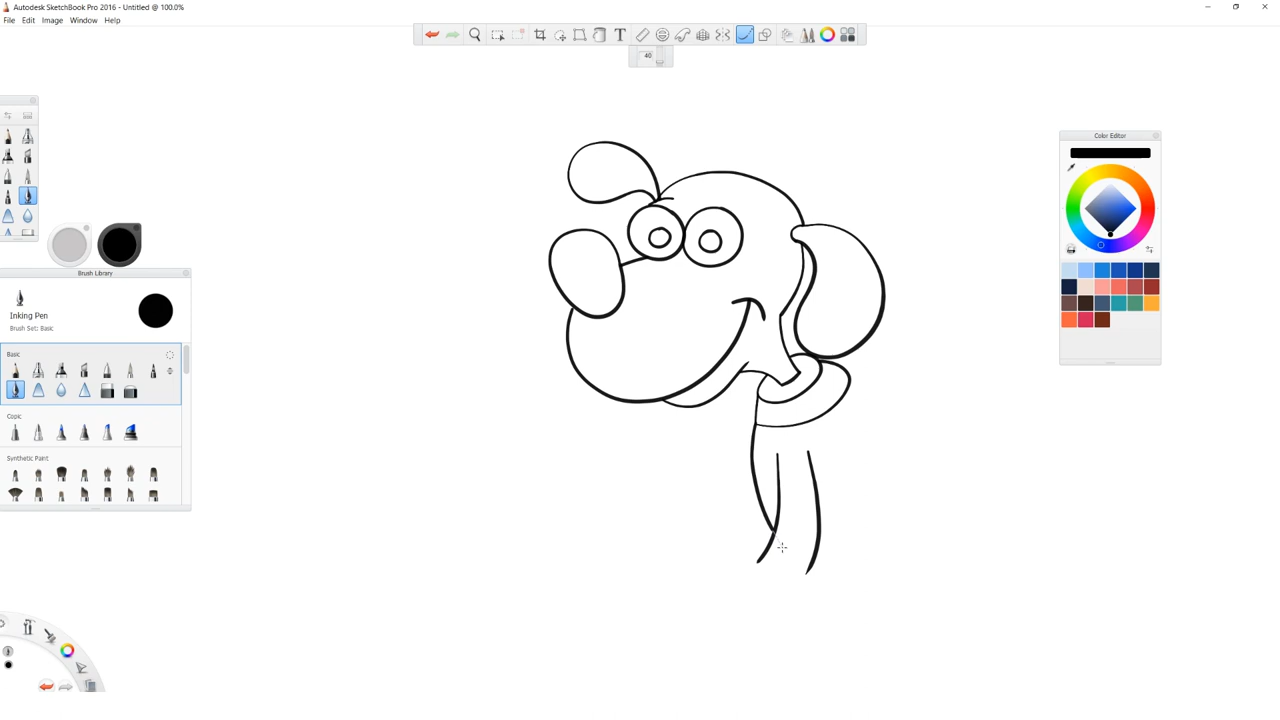 Autodesk SketchBook Pro 2016 - Untitled @ 100.0%
File Edit Image Window Help
40
Color Editor
Brush Library
Inking Pen
Brush Set: Basic
Basic
Copic
Synthetic Paint